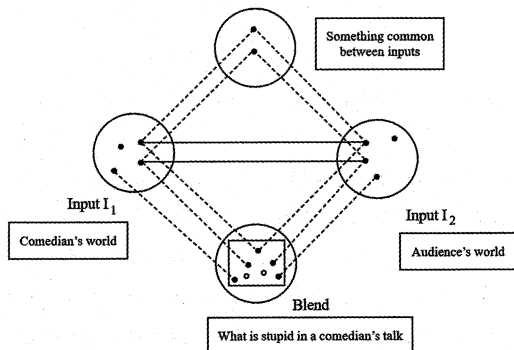 Something common
between inputs
Input I1
Comedian's world
Input I2
Audience's world
Blend
What is stupid in a comedian's talk